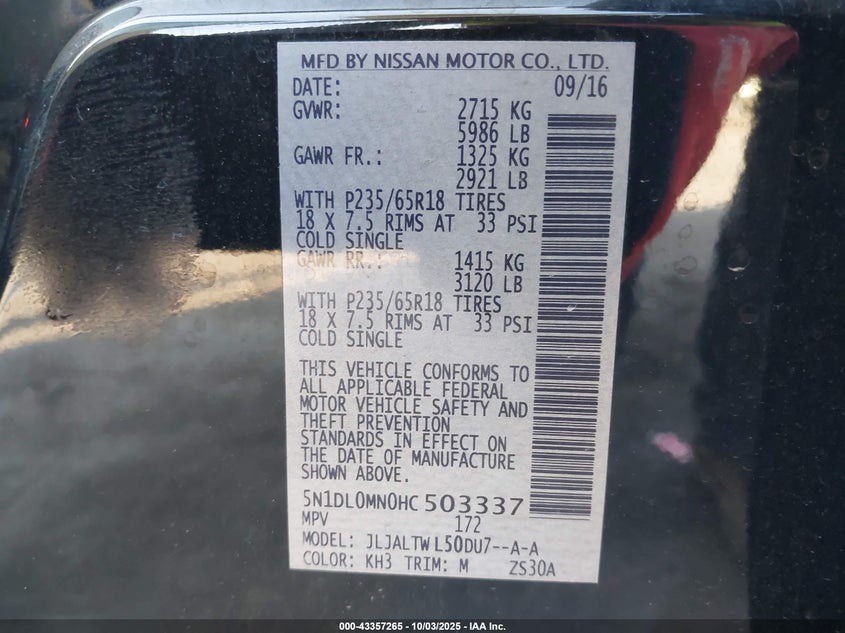 MFD BY NISSAN MOTOR CO., LTD.
DATE: 09/16
GVWR: 2715 KG
5986 LB
GAWR FR.: 1325 KG
2921 LB
WITH P235/65R18 TIRES
18 X 7.5 RIMS AT 33 PSI
COLD SINGLE
GAWR RR.: 1415 KG
3120 LB
WITH P235/65R18 TIRES
18 X 7.5 RIMS AT 33 PSI
COLD SINGLE
THIS VEHICLE CONFORMS TO
ALL APPLICABLE FEDERAL
MOTOR VEHICLE SAFETY AND
THEFT PREVENTION
STANDARDS IN EFFECT ON
THE DATE OF MANUFACTURE
SHOWN ABOVE.
5N1DL0MN0HC 503337
MPV 172
MODEL: JLJALTW L50DU7--A-A
COLOR: KH3 TRIM: M ZS30A
000-43357265 - 10/03/2025 - IAA Inc.